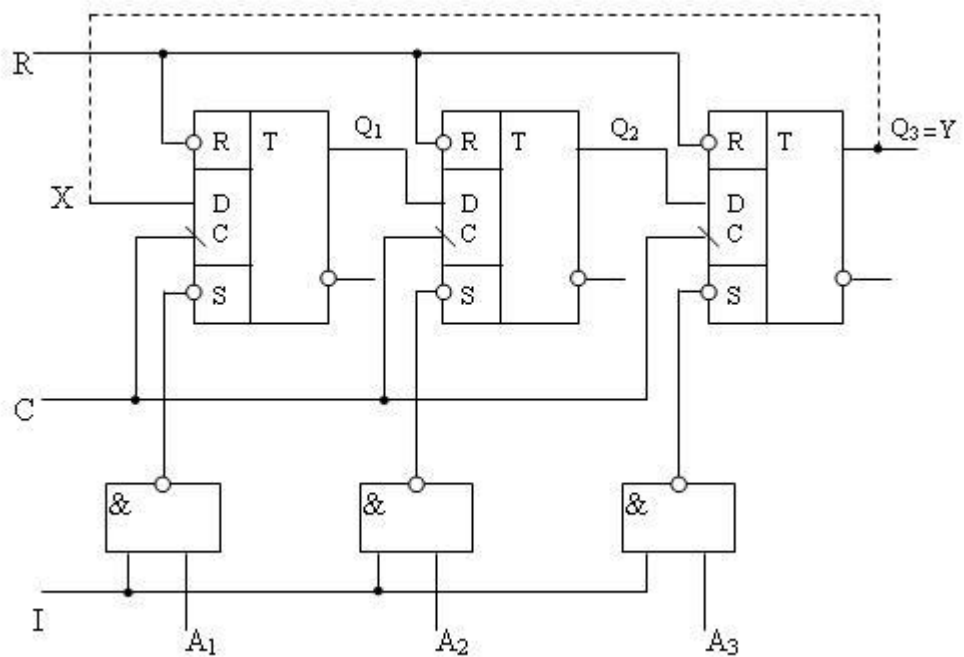 R
R T Q₁ R T Q₂ R T Q₃=Y
X D D D
C C C
S S S
C
& & &
I
A₁ A₂ A₃